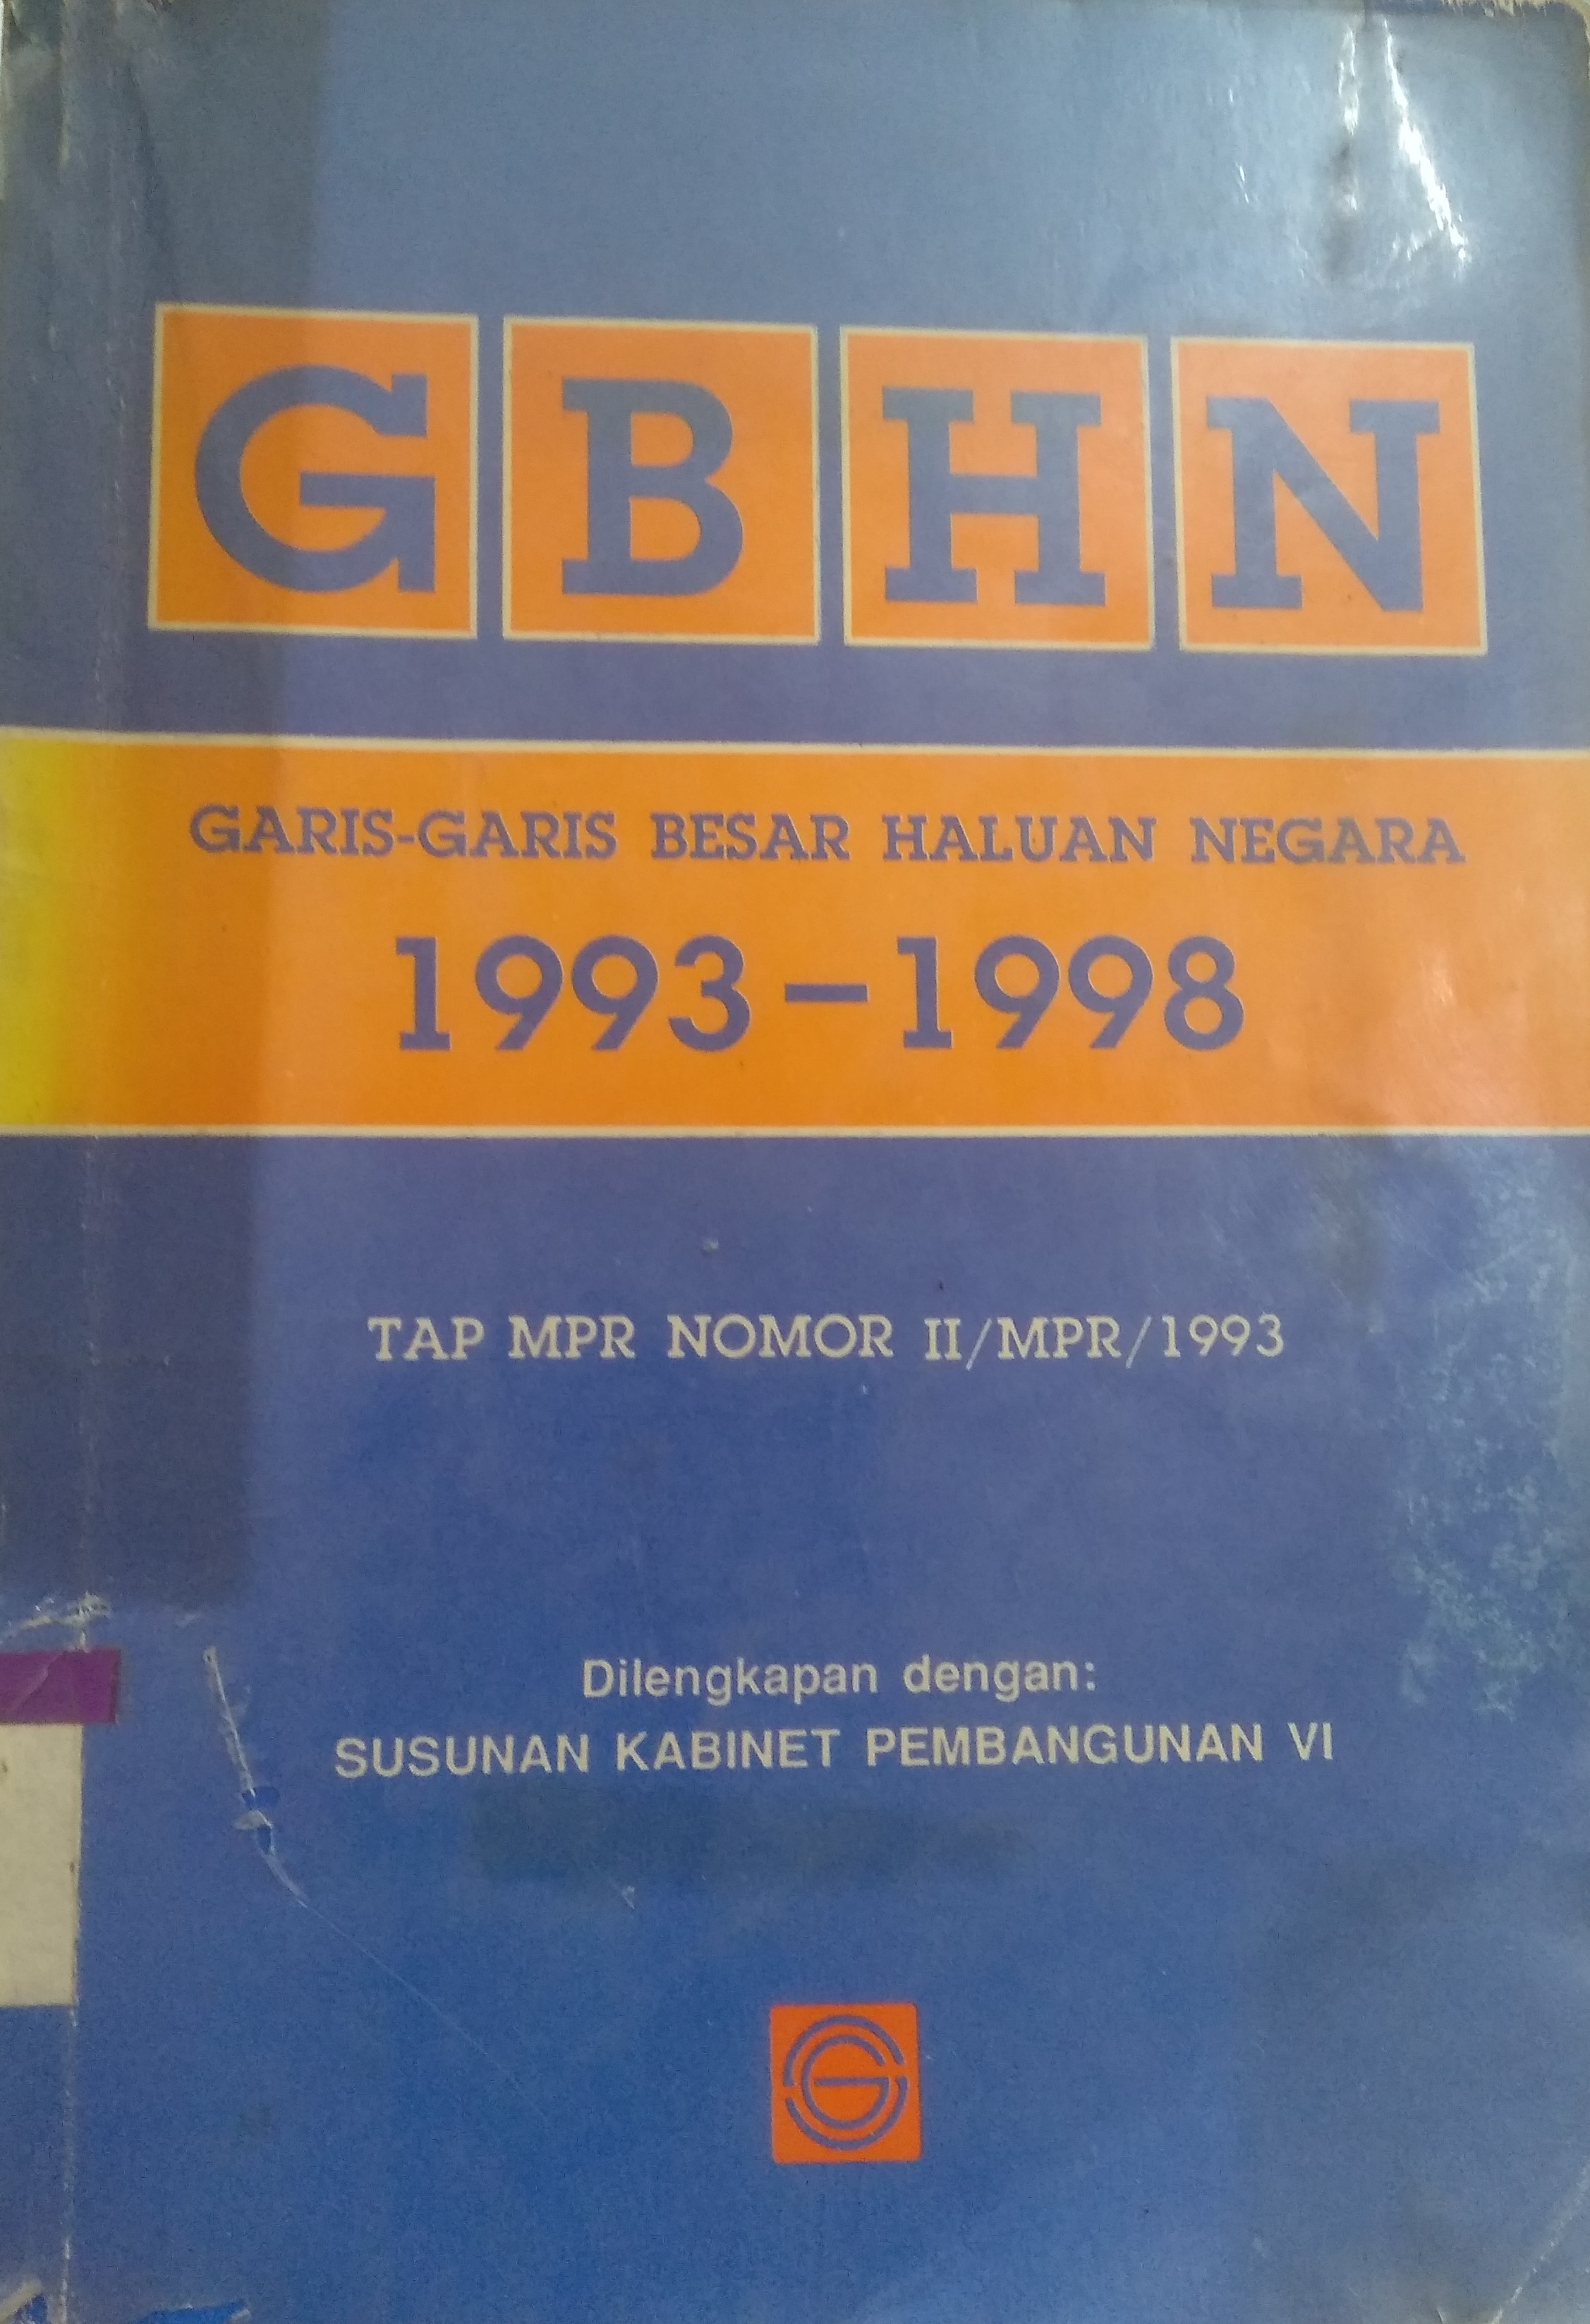 GBHN
GARIS-GARIS BESAR HALUAN NEGARA
1993-1998
TAP MPR NOMOR II/MPR/1993
Dilengkapan dengan:
SUSUNAN KABINET PEMBANGUNAN VI